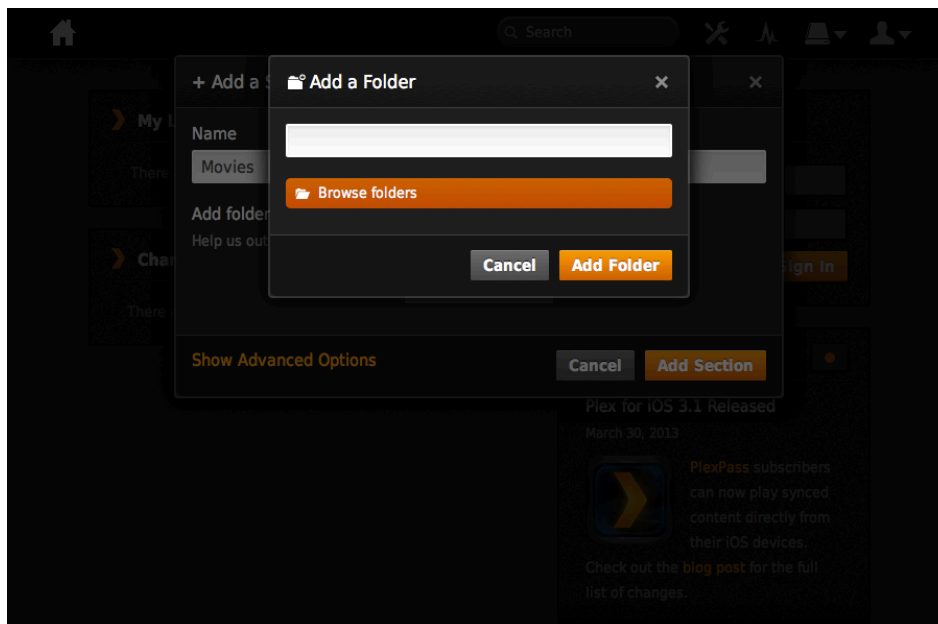 Search
+ Add a S
Add a Folder
×
×
My L
Name
Movies
There
Browse folders
Add folder
Help us out
Chan
Cancel
Add Folder
Sign In
There
Show Advanced Options
Cancel
Add Section
Plex for iOS 3.1 Released
March 30, 2013
PlexPass subscribers
can now play synced
content directly from
their iOS devices.
Check out the blog post for the full
list of changes.